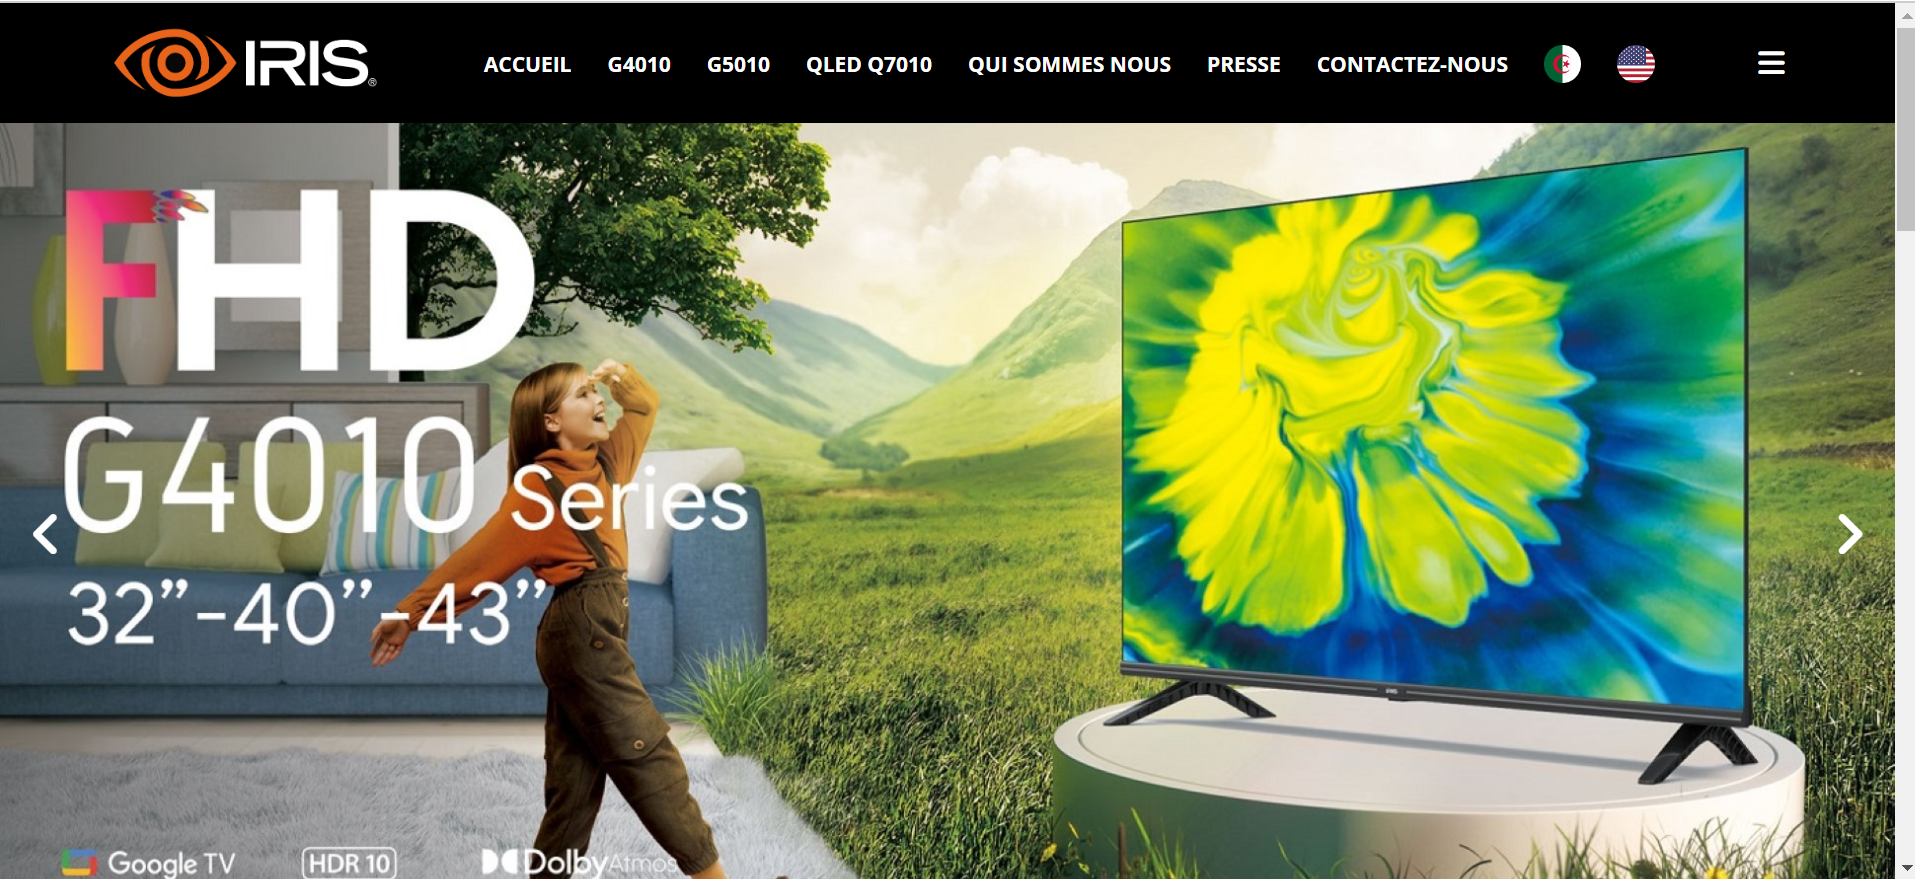 IRIS®
ACCUEIL G4010 G5010 QLED Q7010 QUI SOMMES NOUS PRESSE CONTACTEZ-NOUS
FHD
G4010 Series
32”-40”-43”
Google TV HDR 10 Dolby Atmos
IRIS